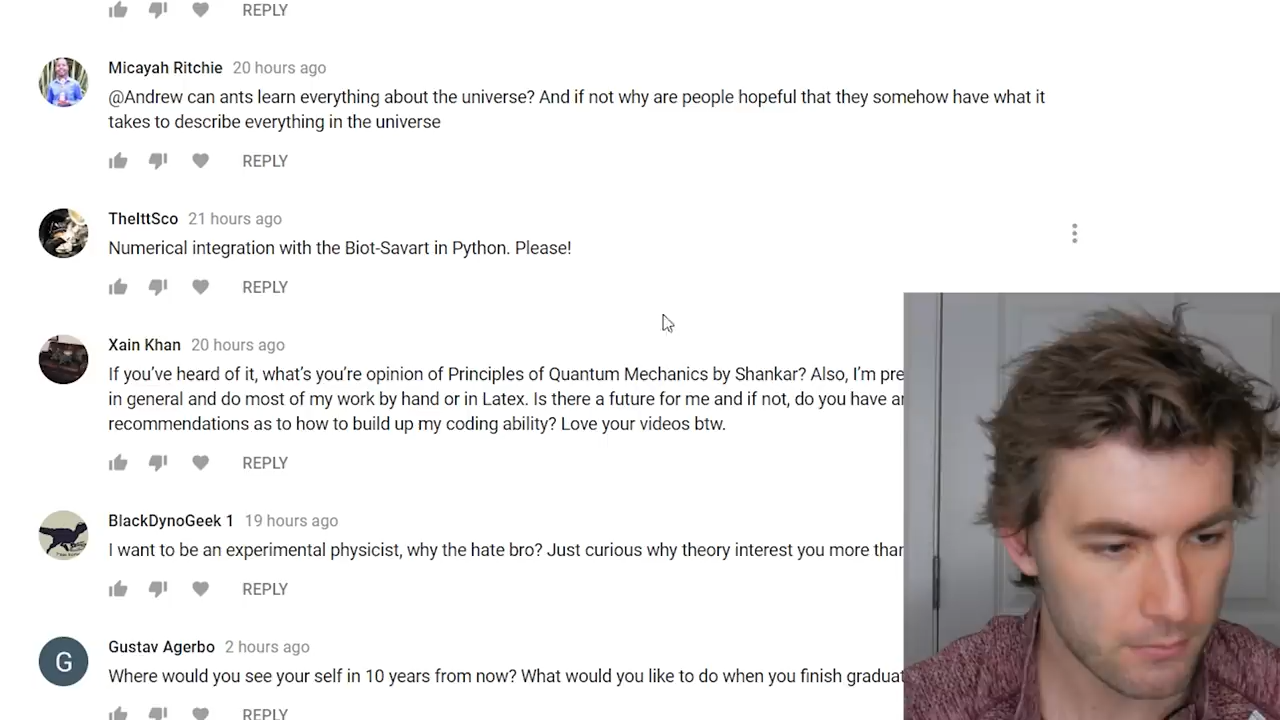 REPLY
Micayah Ritchie 20 hours ago
@Andrew can ants learn everything about the universe? And if not why are people hopeful that they somehow have what it
takes to describe everything in the universe
REPLY
TheIttSco 21 hours ago
Numerical integration with the Biot-Savart in Python. Please!
REPLY
Xain Khan 20 hours ago
If you’ve heard of it, what’s you’re opinion of Principles of Quantum Mechanics by Shankar? Also, I’m pre
in general and do most of my work by hand or in Latex. Is there a future for me and if not, do you have
recommendations as to how to build up my coding ability? Love your videos btw.
REPLY
BlackDynoGeek 1 19 hours ago
I want to be an experimental physicist, why the hate bro? Just curious why theory interest you more than
REPLY
G
Gustav Agerbo 2 hours ago
Where would you see your self in 10 years from now? What would you like to do when you finish graduat
REPLY